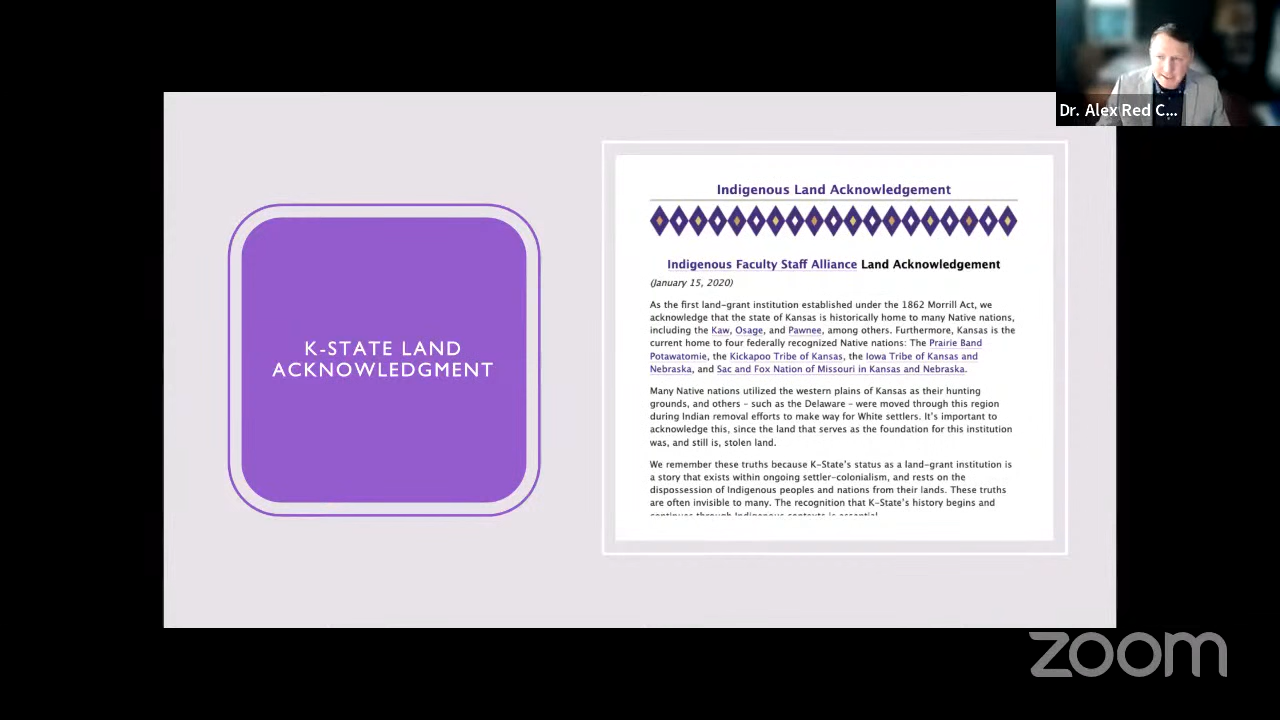 Dr. Alex Red C...
K-STATE LAND
ACKNOWLEDGMENT
Indigenous Land Acknowledgement
Indigenous Faculty Staff Alliance Land Acknowledgement
(January 15, 2020)
As the first land-grant institution established under the 1862 Morrill Act, we
acknowledge that the state of Kansas is historically home to many Native nations,
including the Kaw, Osage, and Pawnee, among others. Furthermore, Kansas is the
current home to four federally recognized Native nations: The Prairie Band
Potawatomie, the Kickapoo Tribe of Kansas, the Iowa Tribe of Kansas and
Nebraska, and Sac and Fox Nation of Missouri in Kansas and Nebraska.
Many Native nations utilized the western plains of Kansas as their hunting
grounds, and others – such as the Delaware – were moved through this region
during Indian removal efforts to make way for White settlers. It's important to
acknowledge this, since the land that serves as the foundation for this institution
was, and still is, stolen land.
We remember these truths because K-State's status as a land-grant institution is
a story that exists within ongoing settler-colonialism, and rests on the
dispossession of Indigenous peoples and nations from their lands. These truths
are often invisible to many. The recognition that K-State's history begins and
continues through Indigenous contexts is essential.
zoom